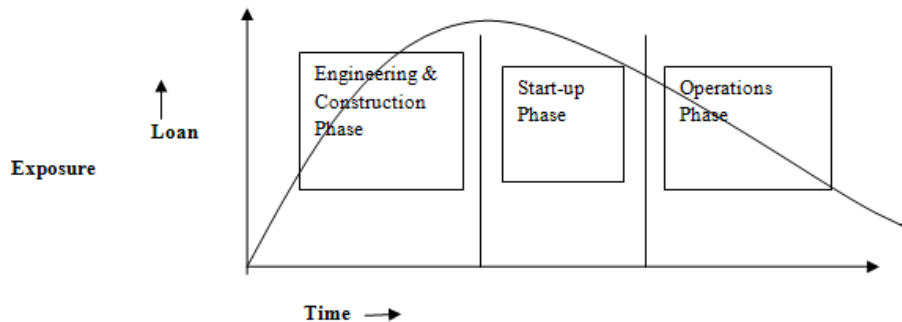 Engineering &
Construction
Phase
Start-up
Phase
Operations
Phase
Loan
Exposure
Time